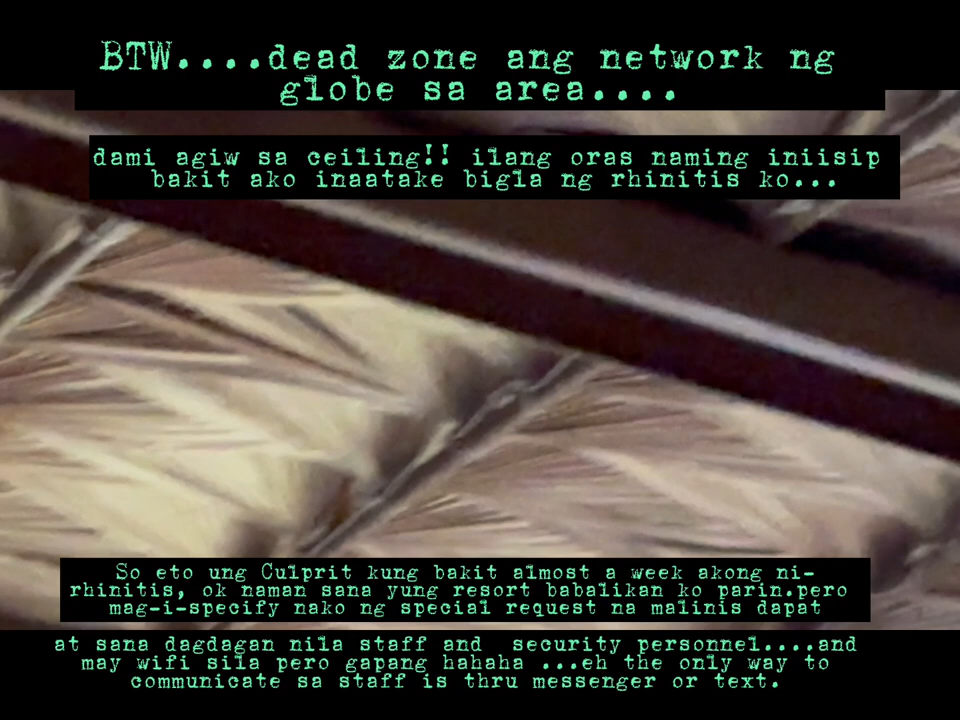 BTW....dead zone ang network ng
globe sa area....
dami agiw sa ceiling!! ilang oras naming iniisip
bakit ako inaatake bigla ng rhinitis ko...
So eto ung Culprit kung bakit almost a week akong ni-
rhinitis, ok naman sana yung resort babalikan ko parin.pero
mag-i-specify nako ng special request na malinis dapat
at sana dagdagan nila staff and  security personnel....and
may wifi sila pero gapang hahaha ...eh the only way to
communicate sa staff is thru messenger or text.